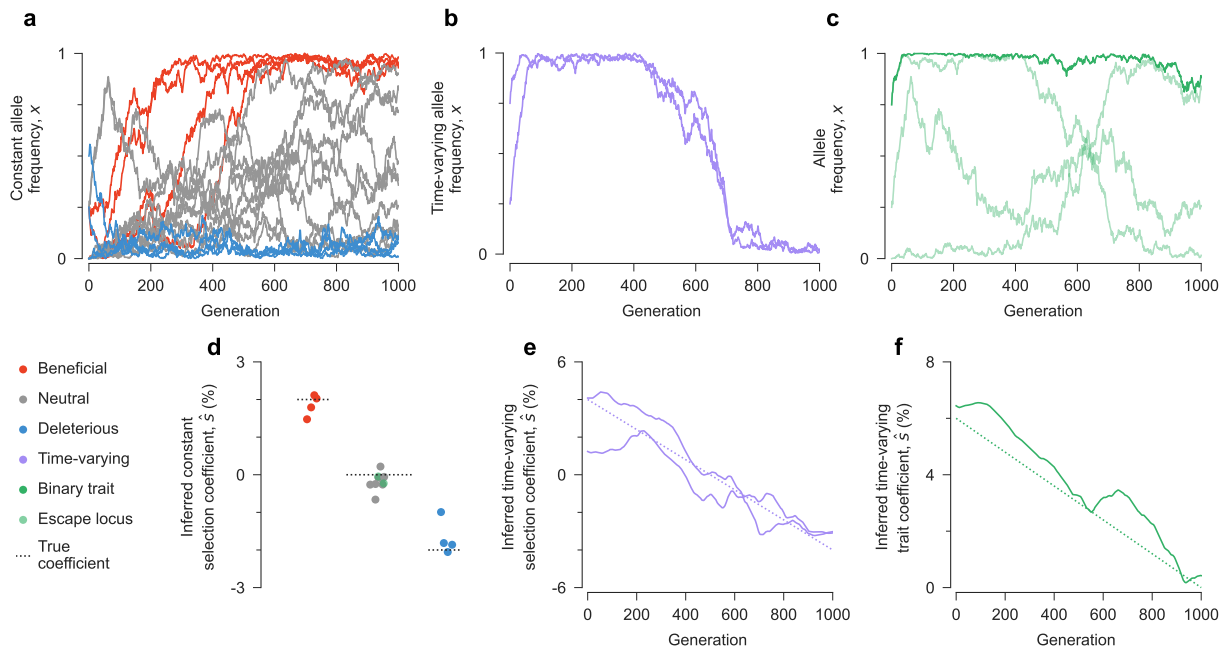 a
b
c
1
0
Constant allele
frequency, x
0 200 400 600 800 1000
Generation
1
0
Time-varying allele
frequency, x
0 200 400 600 800 1000
Generation
1
0
Allele
frequency, x
0 200 400 600 800 1000
Generation
Beneficial
Neutral
Deleterious
Time-varying
Binary trait
Escape locus
True
coefficient
d
3
0
-3
Inferred constant
selection coefficient, ŝ (%)
e
6
0
-6
Inferred time-varying
selection coefficient, ŝ (%)
0 200 400 600 800 1000
Generation
f
8
4
0
Inferred time-varying
trait coefficient, ŝ (%)
0 200 400 600 800 1000
Generation